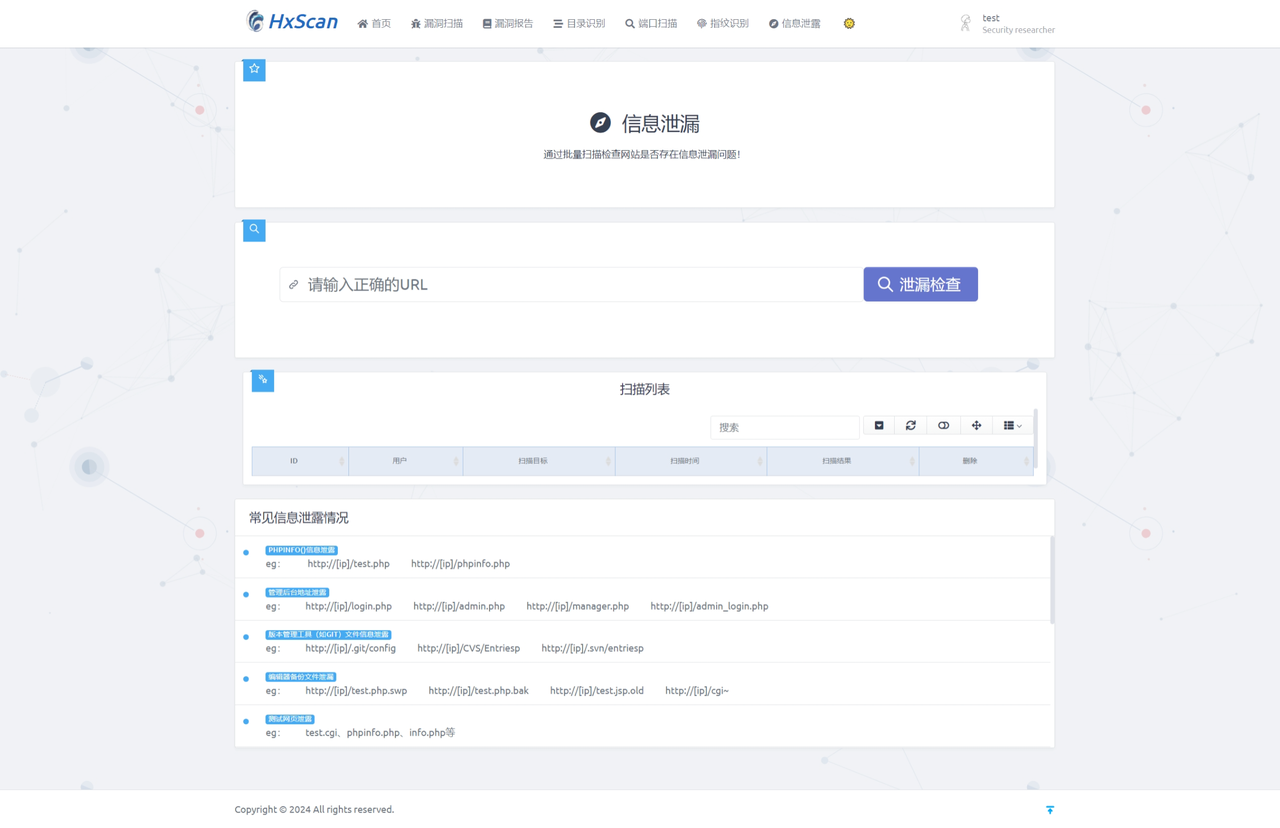 HxScan 首页 漏洞扫描 漏洞报告 目录识别 端口扫描 指纹识别 信息泄露 test
Security researcher
信息泄漏
通过批量扫描检查网站是否存在信息泄漏问题!
请输入正确的URL 泄漏检查
扫描列表
搜索
ID 用户 扫描目标 扫描时间 扫描结果 删除
常见信息泄露情况
PHPINFO()信息泄露
eg: http://[ip]/test.php http://[ip]/phpinfo.php
管理后台地址泄露
eg: http://[ip]/login.php http://[ip]/admin.php http://[ip]/manager.php http://[ip]/admin_login.php
版本管理工具（如GIT）文件信息泄露
eg: http://[ip]/.git/config http://[ip]/CVS/Entriesp http://[ip]/.svn/entriesp
编辑器备份文件泄漏
eg: http://[ip]/test.php.swp http://[ip]/test.php.bak http://[ip]/test.jsp.old http://[ip]/cgi~
测试网页泄露
eg: test.cgi、phpinfo.php、info.php等
Copyright © 2024 All rights reserved.